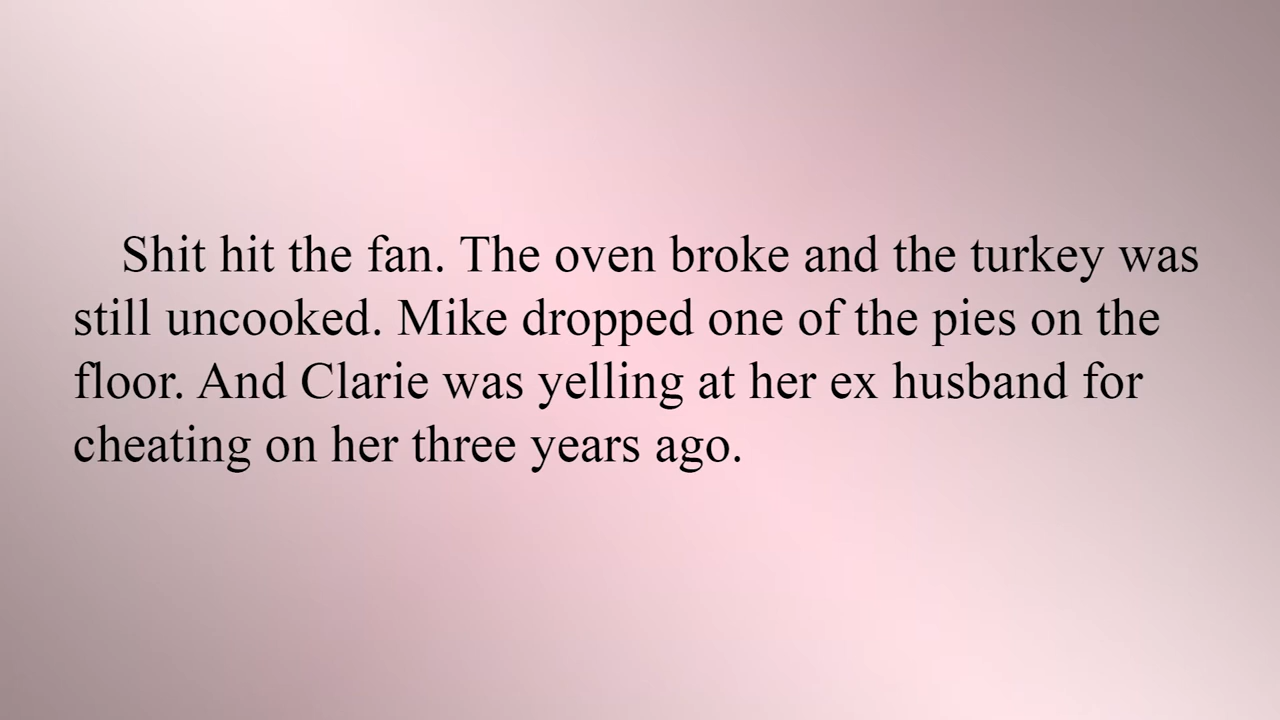 Shit hit the fan. The oven broke and the turkey was
still uncooked. Mike dropped one of the pies on the
floor. And Clarie was yelling at her ex husband for
cheating on her three years ago.